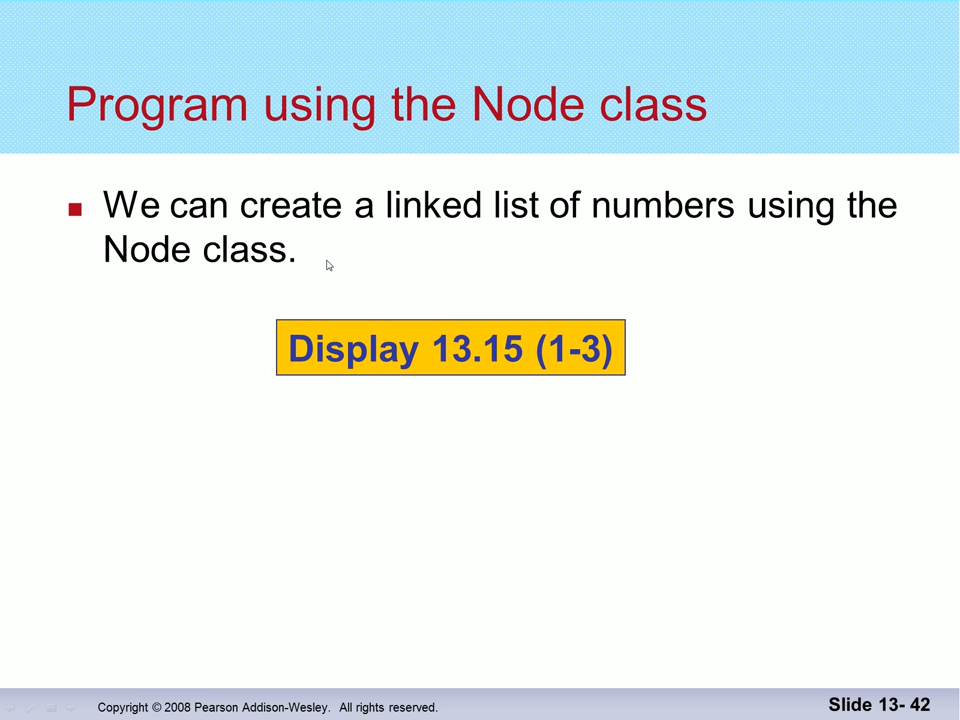 Program using the Node class
We can create a linked list of numbers using the
Node class.
Display 13.15 (1-3)
Copyright © 2008 Pearson Addison-Wesley. All rights reserved.
Slide 13- 42